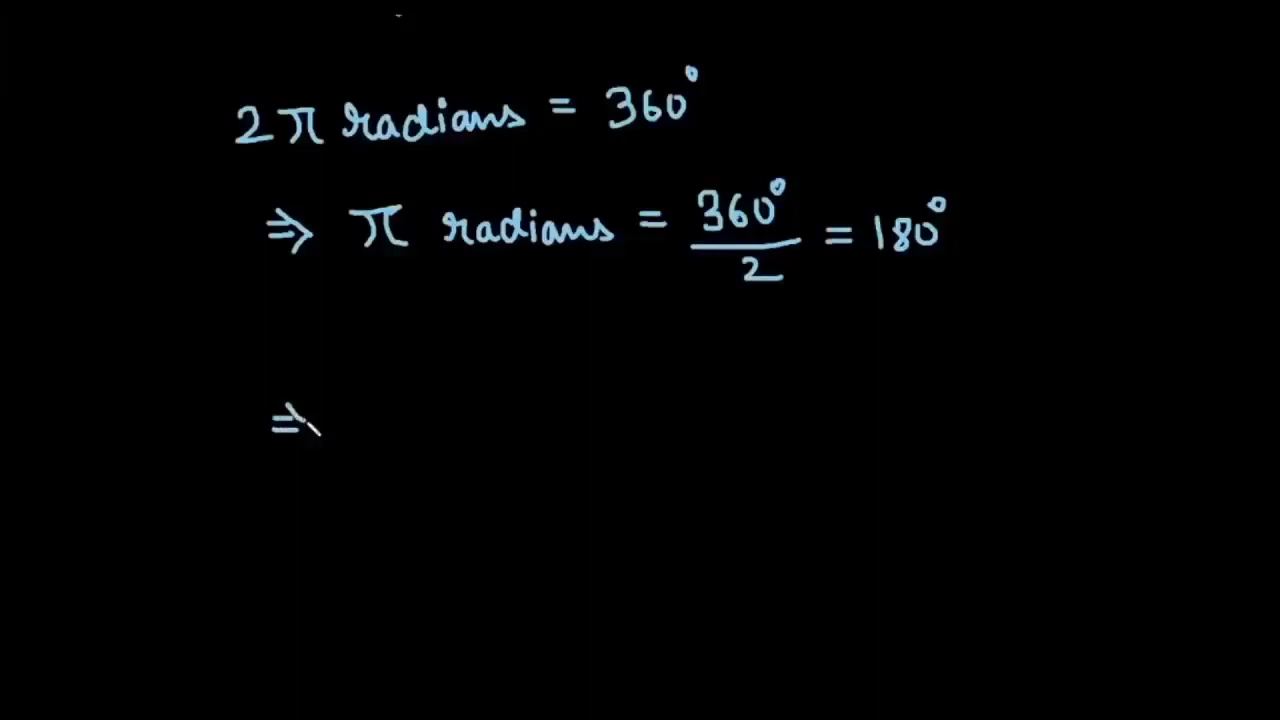 2π radians = 360°
⇒ π radians = 360°/2 = 180°
⇒